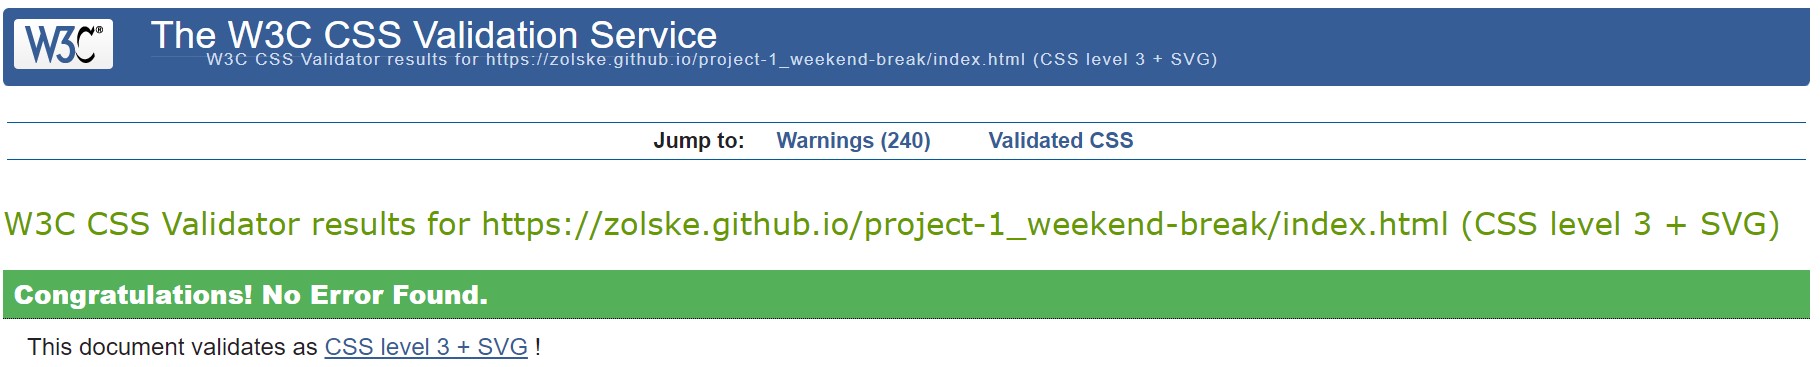 W3C®
The W3C CSS Validation Service
W3C CSS Validator results for https://zolske.github.io/project-1_weekend-break/index.html (CSS level 3 + SVG)
Jump to: Warnings (240) Validated CSS
W3C CSS Validator results for https://zolske.github.io/project-1_weekend-break/index.html (CSS level 3 + SVG)
Congratulations! No Error Found.
This document validates as CSS level 3 + SVG !